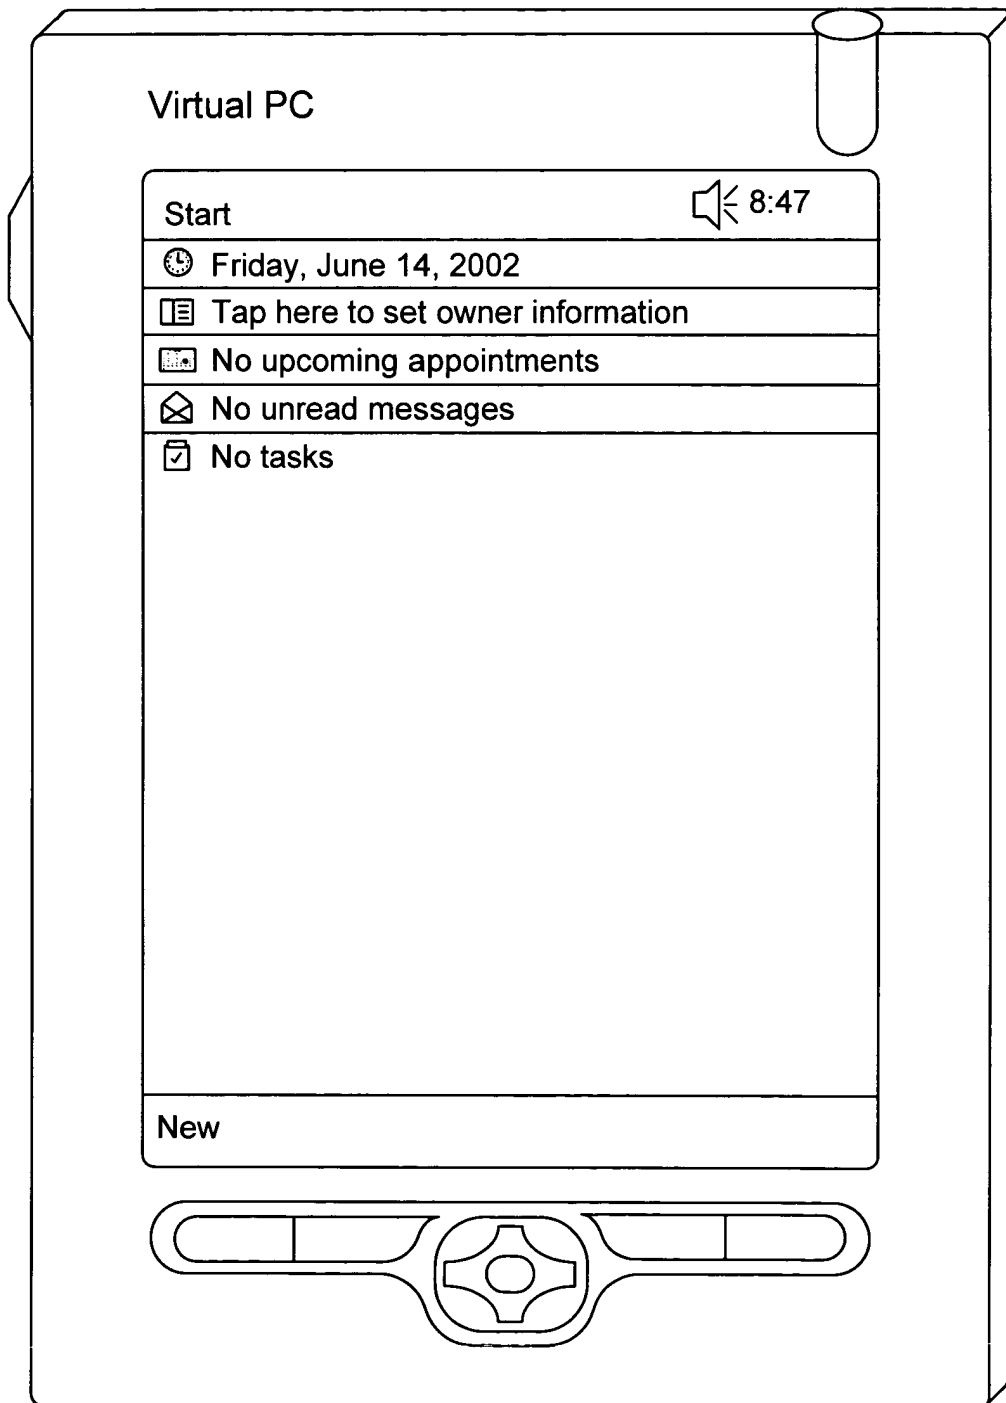 Virtual PC
Start 8:47
Friday, June 14, 2002
Tap here to set owner information
No upcoming appointments
No unread messages
No tasks
New